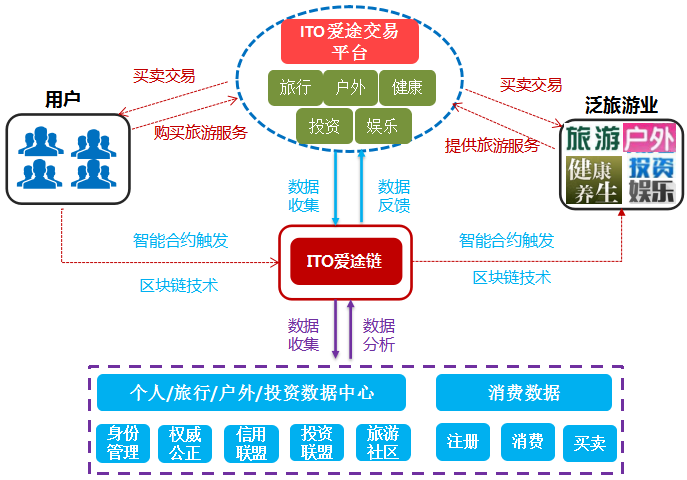 ITO爱途交易
平台
旅行
户外
健康
投资
娱乐
买卖交易
购买旅游服务
买卖交易
提供旅游服务
用户
泛旅游业
旅游
户外
健康
养生
投资
娱乐
数据
收集
数据
反馈
智能合约触发
区块链技术
ITO爱途链
智能合约触发
区块链技术
数据
收集
数据
分析
个人/旅行/户外/投资数据中心
消费数据
身份
管理
权威
公正
信用
联盟
投资
联盟
旅游
社区
注册
消费
买卖